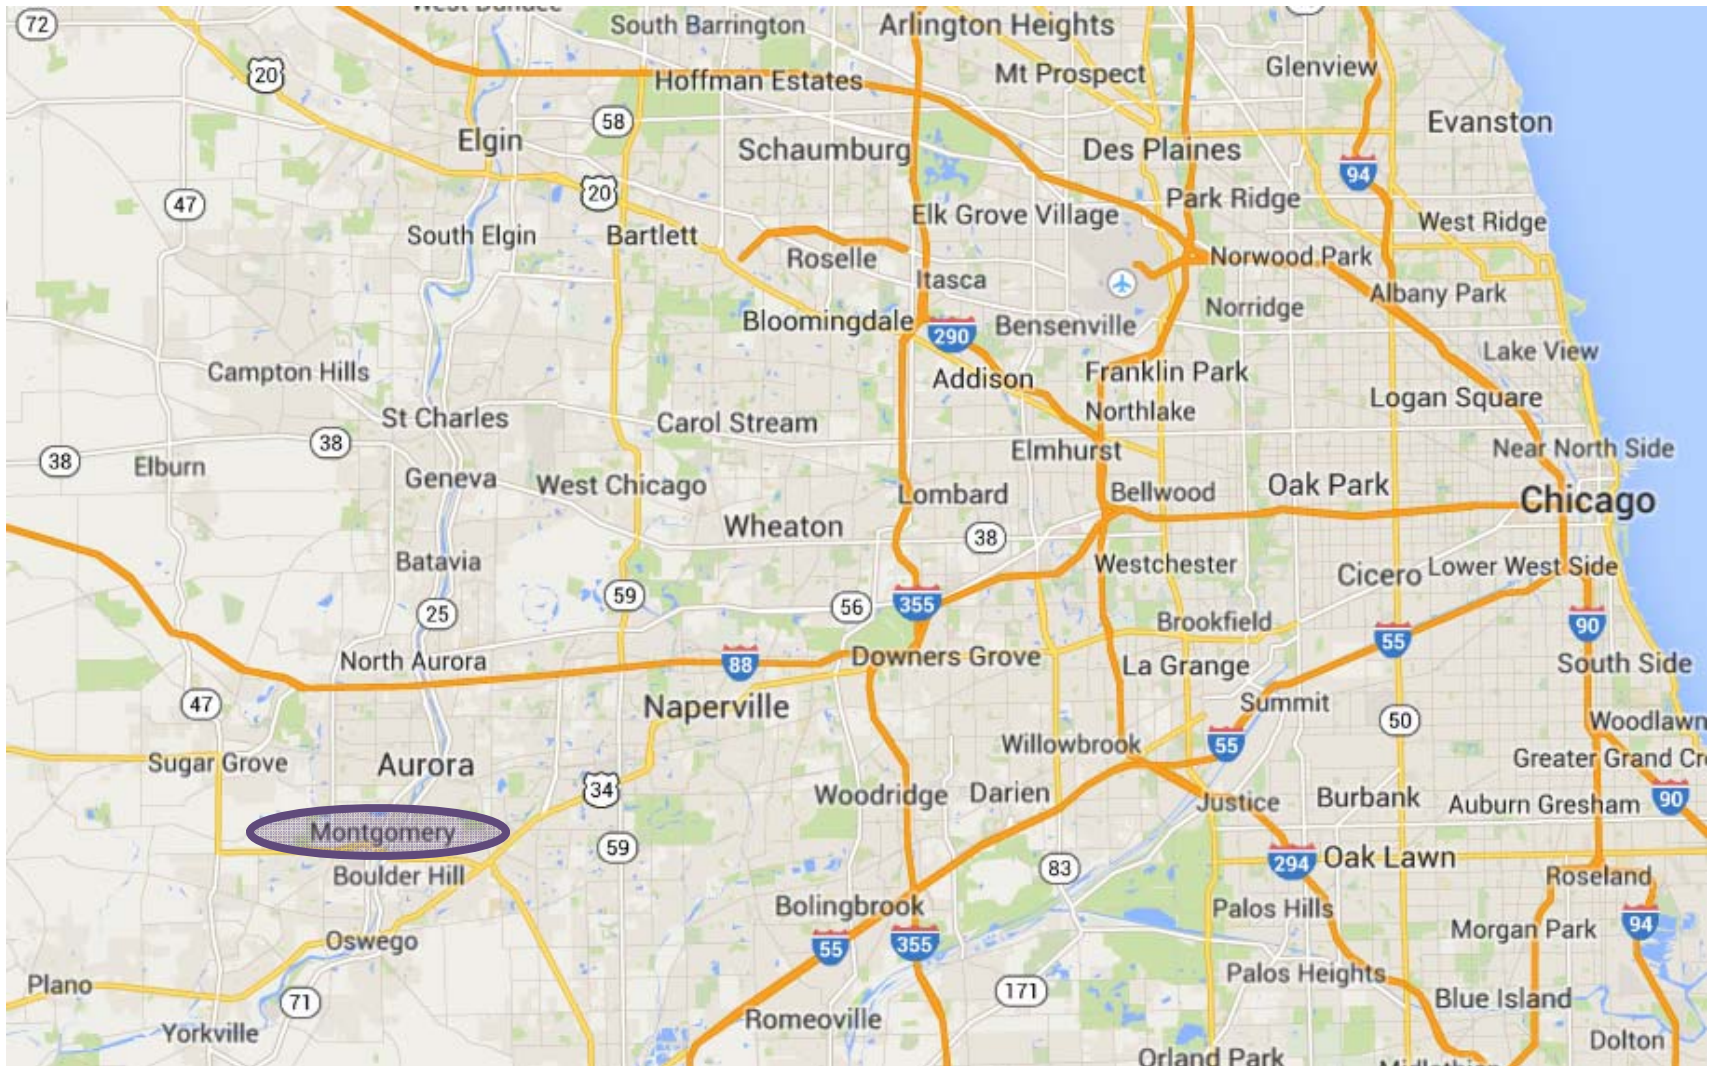 West Dundee
72
South Barrington
Arlington Heights
20
Hoffman Estates
Mt Prospect
Glenview
58
Evanston
Elgin
Schaumburg
Des Plaines
94
20
47
Park Ridge
Elk Grove Village
West Ridge
South Elgin
Bartlett
Roselle
Norwood Park
Itasca
Albany Park
Norridge
Bloomingdale
290
Bensenville
Lake View
Campton Hills
Addison
Franklin Park
Logan Square
St Charles
Carol Stream
Northlake
38
38
Elburn
Elmhurst
Near North Side
Geneva
West Chicago
Lombard
Bellwood
Oak Park
Chicago
Wheaton
38
Batavia
Westchester
Cicero
Lower West Side
25
59
56
355
Brookfield
55
90
North Aurora
88
Downers Grove
La Grange
South Side
47
Naperville
Summit
50
Woodlawn
Willowbrook
55
Sugar Grove
Aurora
Greater Grand Cr
34
Woodridge
Darien
Justice
Burbank
Auburn Gresham
90
Montgomery
59
83
294
Oak Lawn
Boulder Hill
Roseland
Bolingbrook
Palos Hills
Oswego
55
355
Morgan Park
94
Plano
Palos Heights
71
171
Blue Island
Yorkville
Romeoville
Dolton
Orland Park